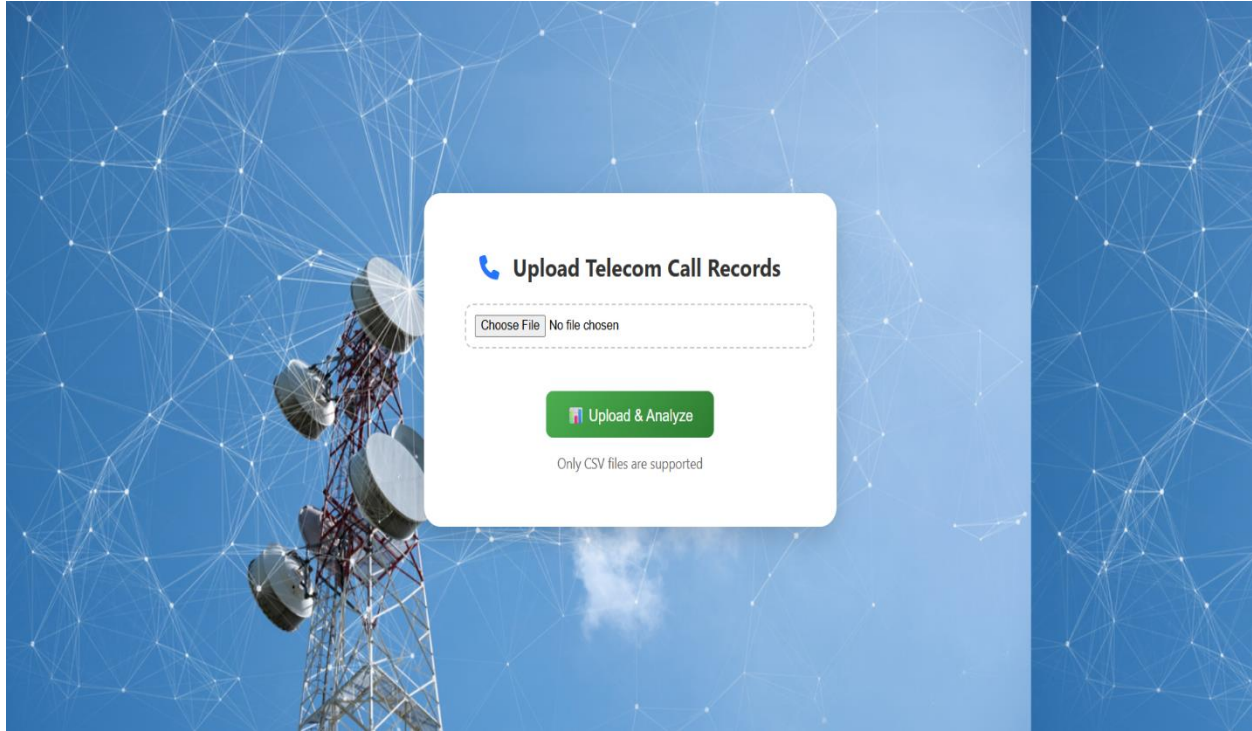 Upload Telecom Call Records
Choose File No file chosen
Upload & Analyze
Only CSV files are supported